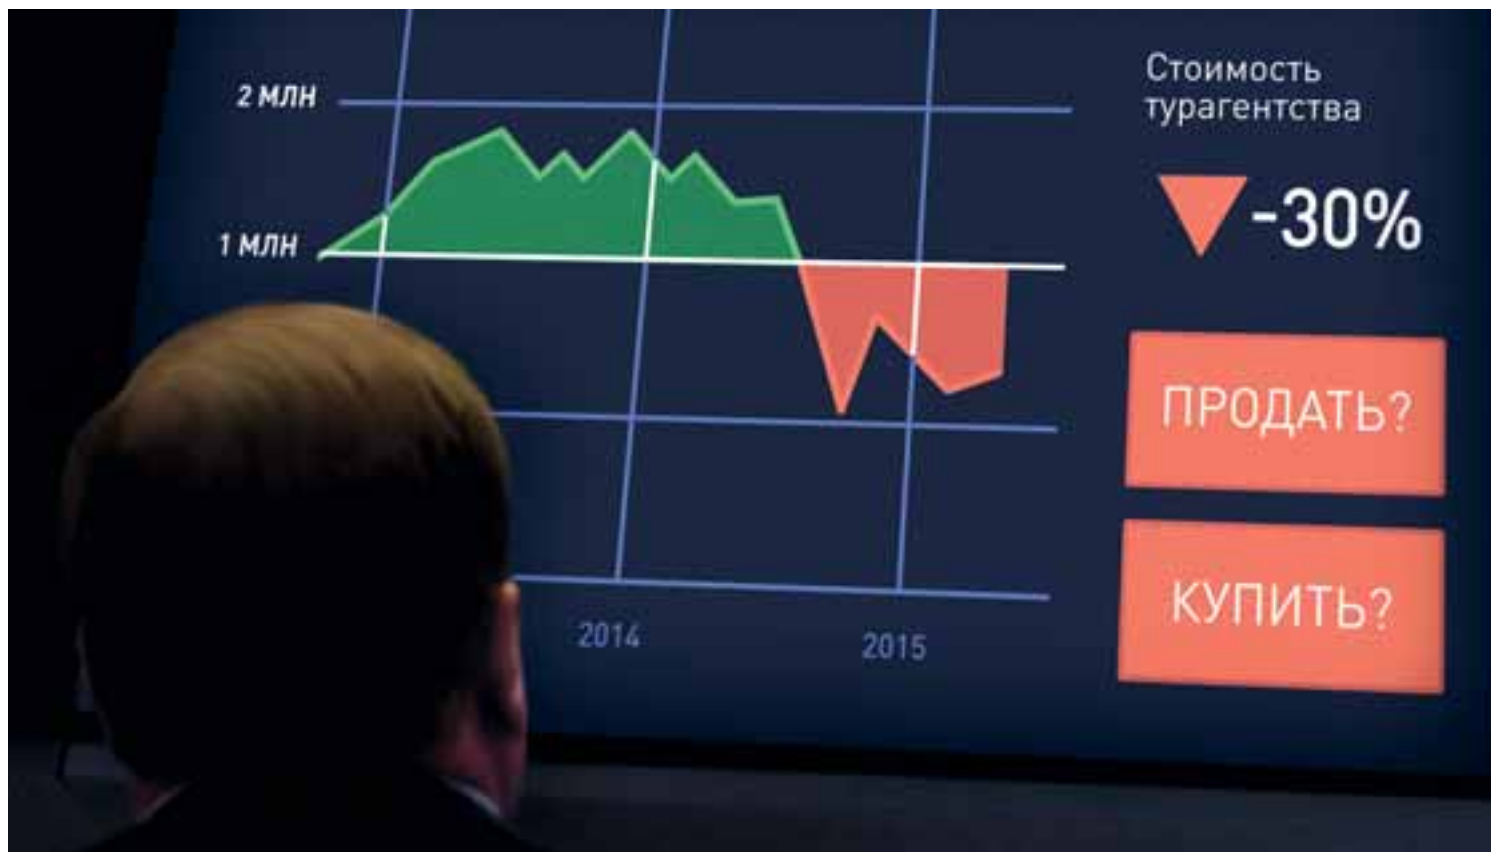 2 МЛН
1 МЛН
2014
2015
Стоимость
турагентства
-30%
ПРОДАТЬ?
КУПИТЬ?